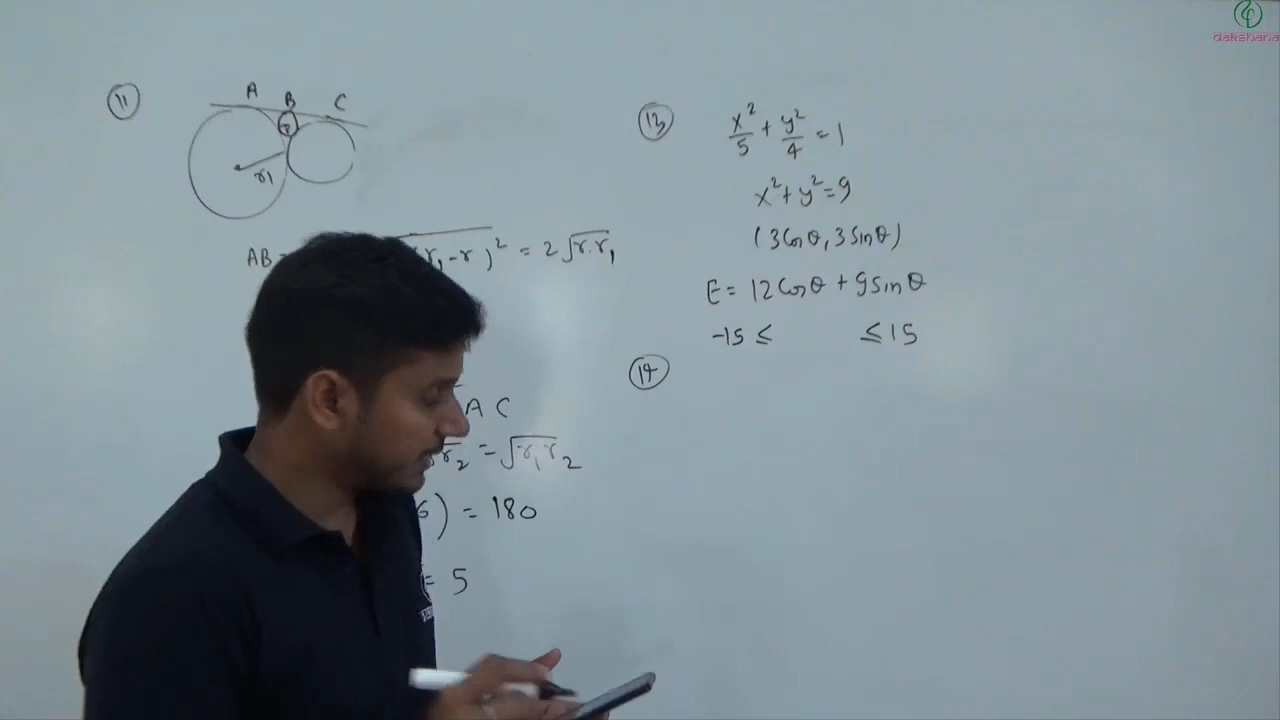 dakshana
11
A B C
r
r₁
AB = r₁-r)² = 2√r.r₁
A C
√r₂ = √r₁r₂
6) = 180
= 5
13
x²/5 + y²/4 = 1
x²+y²=9
(3Cosθ, 3Sinθ)
E = 12Cosθ + 9Sinθ
-15 ≤ ≤ 15
14